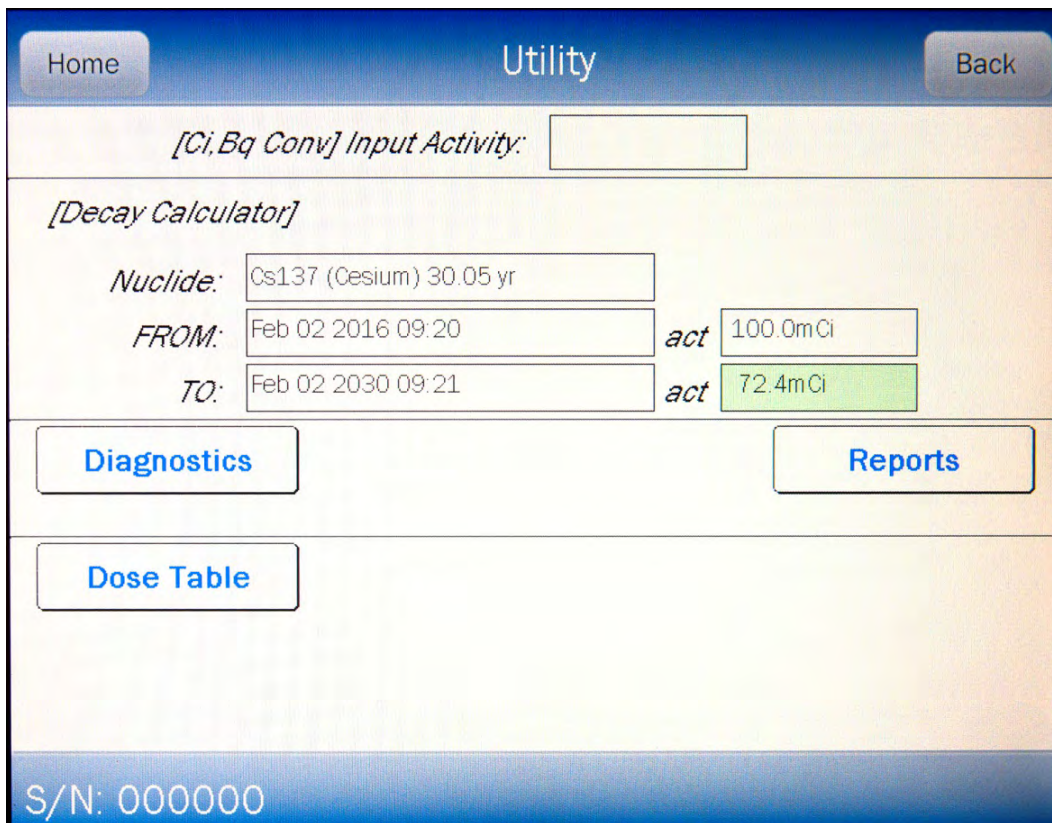 Home Utility Back
[Ci,Bq Conv] Input Activity:
[Decay Calculator]
Nuclide: Cs137 (Cesium) 30.05 yr
FROM: Feb 02 2016 09:20 act 100.0mCi
TO: Feb 02 2030 09:21 act 72.4mCi
Diagnostics Reports
Dose Table
S/N: 000000